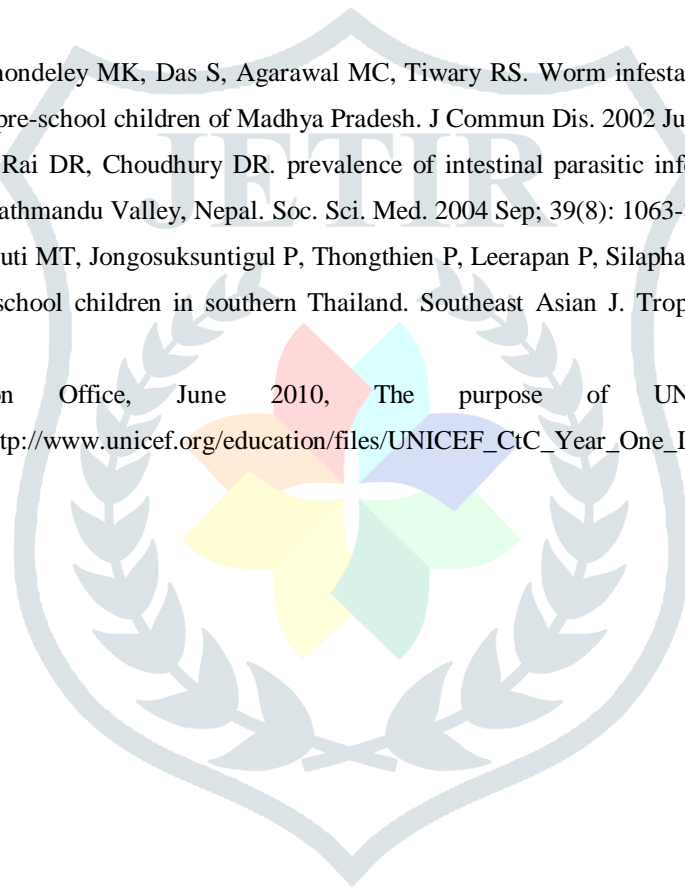 ondeley MK, Das S, Agarawal MC, Tiwary RS. Worm infesta
pre-school children of Madhya Pradesh. J Commun Dis. 2002 Ju
JETIR
Rai DR, Choudhury DR. prevalence of intestinal parasitic inf
athmandu Valley, Nepal. Soc. Sci. Med. 2004 Sep; 39(8): 1063-
uti MT, Jongosuksuntigul P, Thongthien P, Leerapan P, Silapha
school children in southern Thailand. Southeast Asian J. Trop
on Office, June 2010, The purpose of UN
tp://www.unicef.org/education/files/UNICEF_CtC_Year_One_I